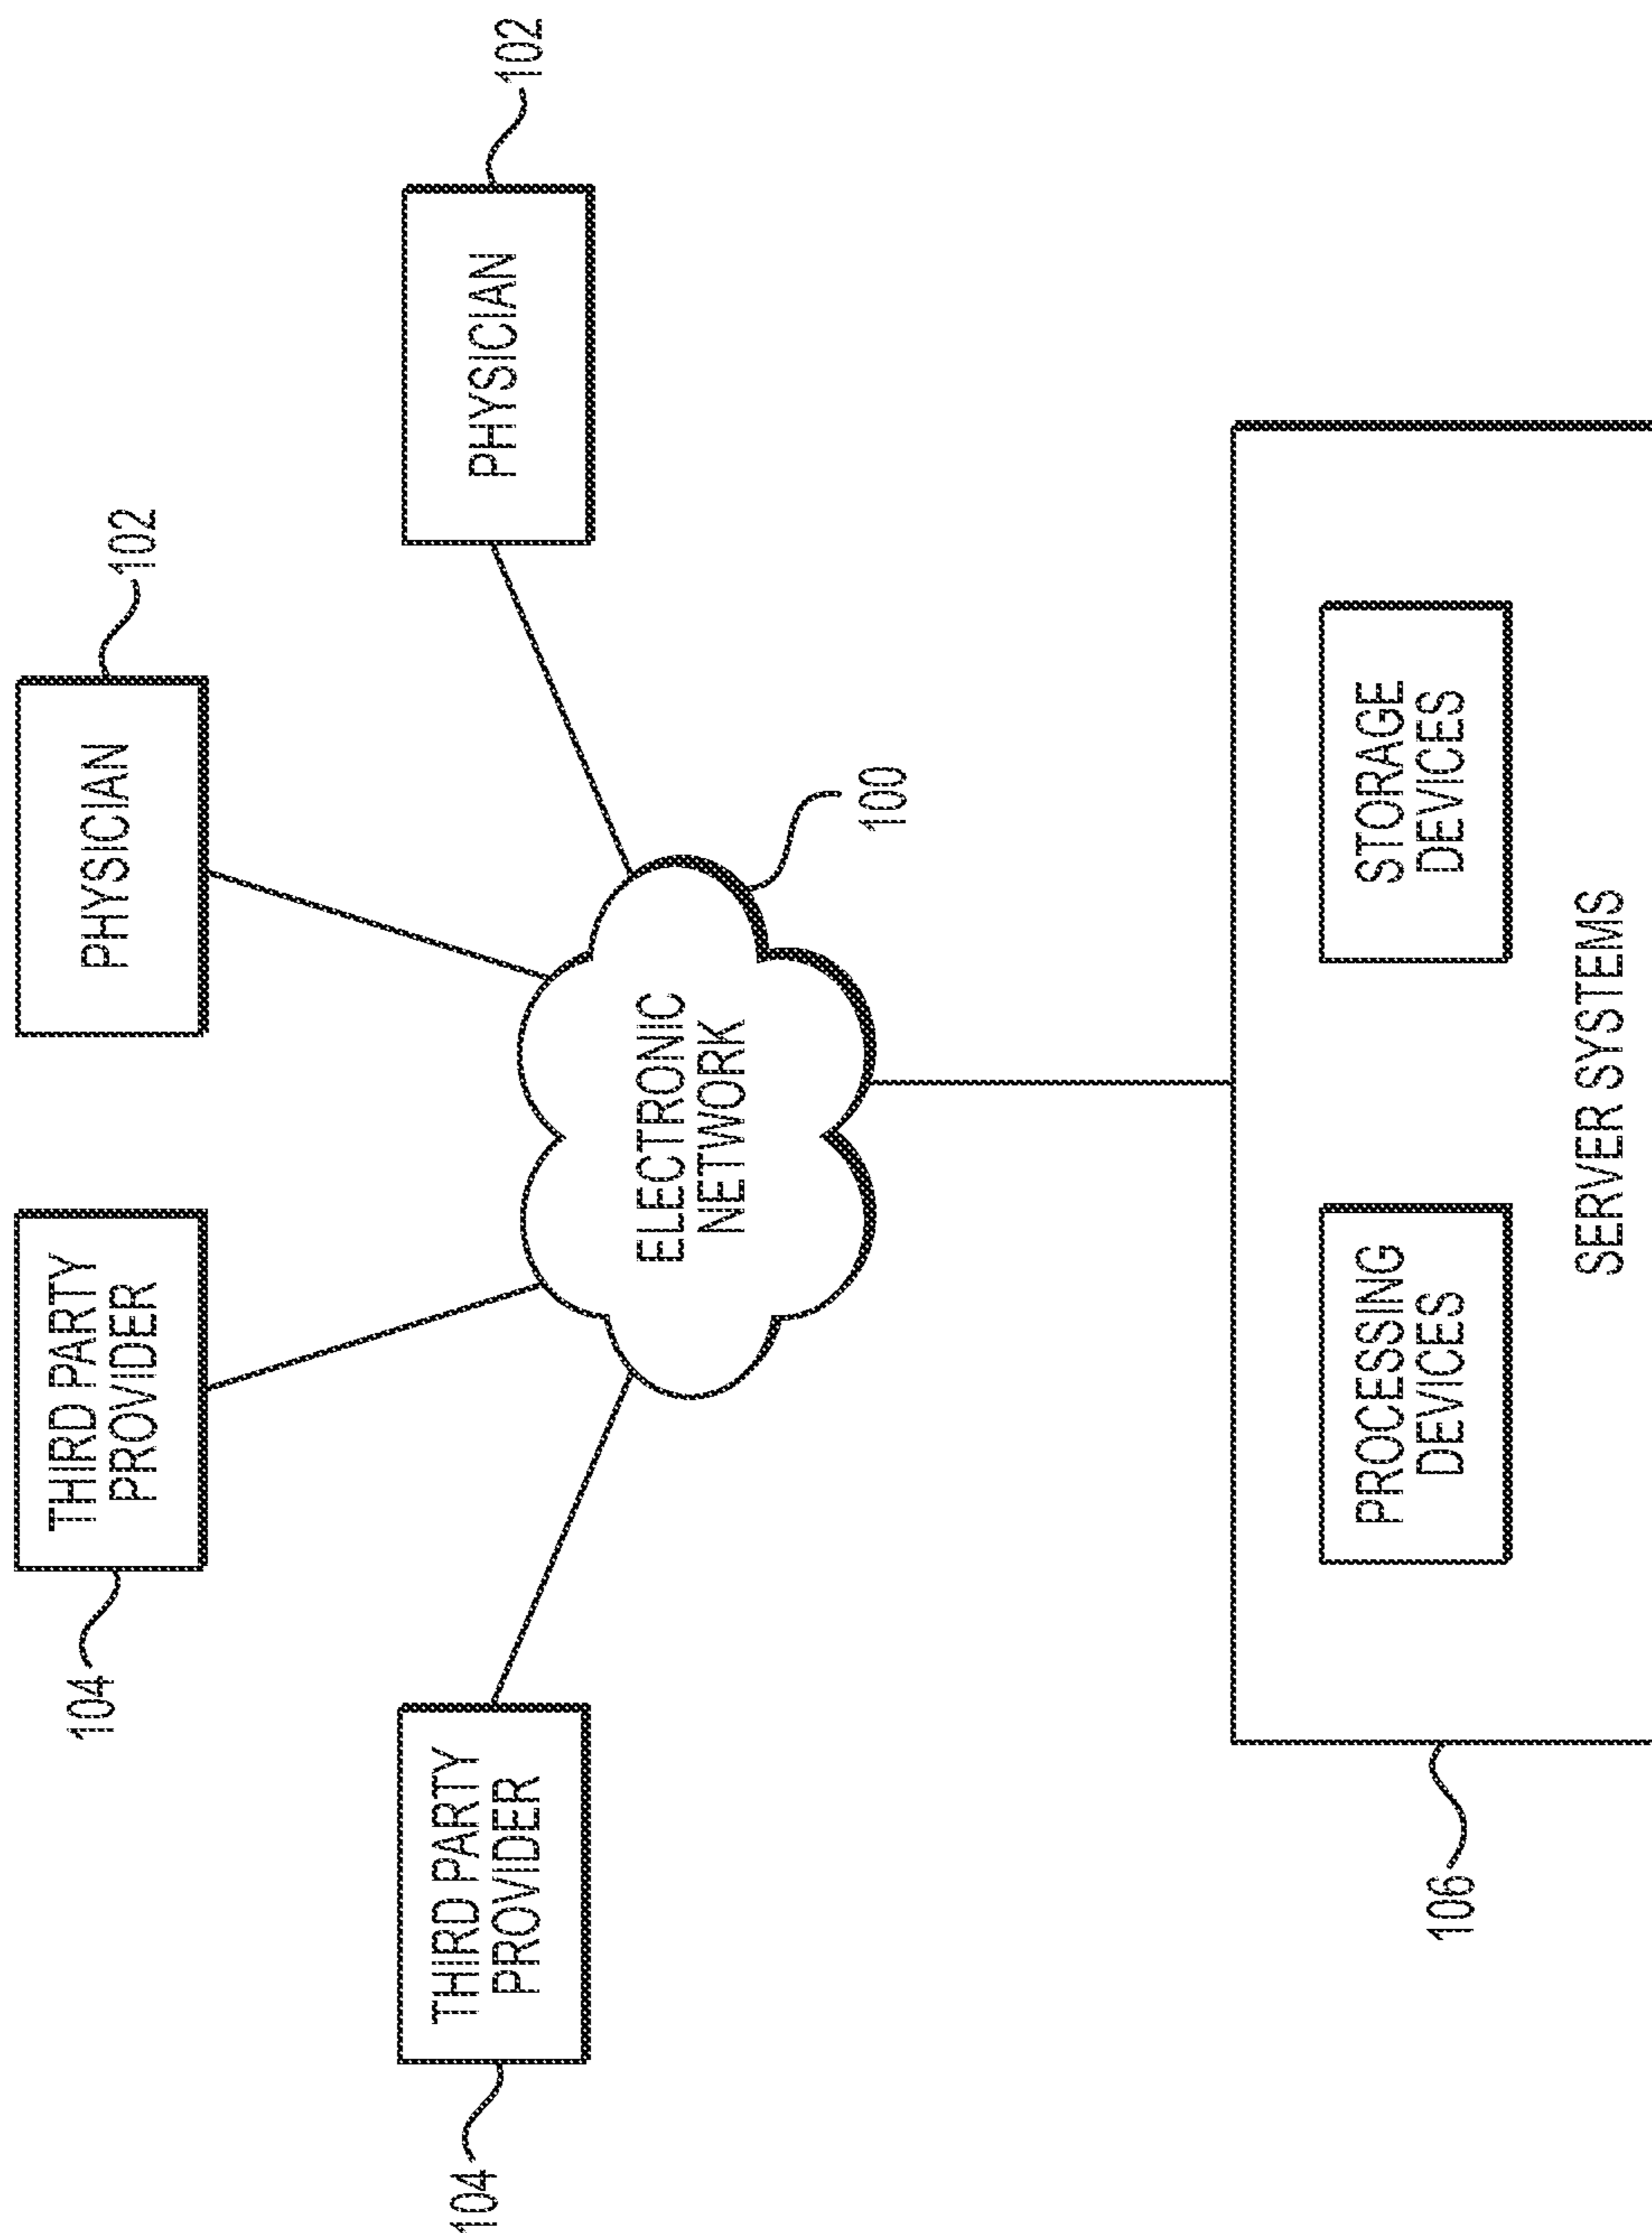 102
PHYSICIAN
102
PHYSICIAN
THIRD PARTY
PROVIDER
104
THIRD PARTY
PROVIDER
104
ELECTRONIC
NETWORK
100
PROCESSING
DEVICES
STORAGE
DEVICES
SERVER SYSTEMS
106